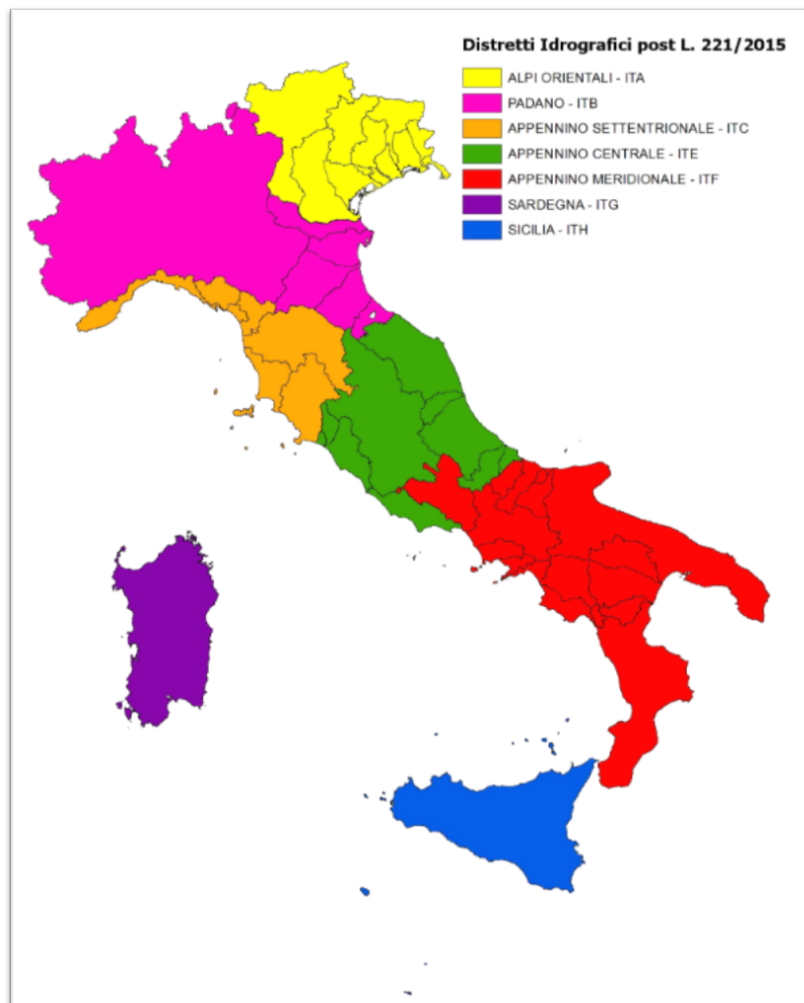 Distretti Idrografici post L. 221/2015
ALPI ORIENTALI - ITA
PADANO - ITB
APPENNINO SETTENTRIONALE - ITC
APPENNINO CENTRALE - ITE
APPENNINO MERIDIONALE - ITF
SARDEGNA - ITG
SICILIA - ITH